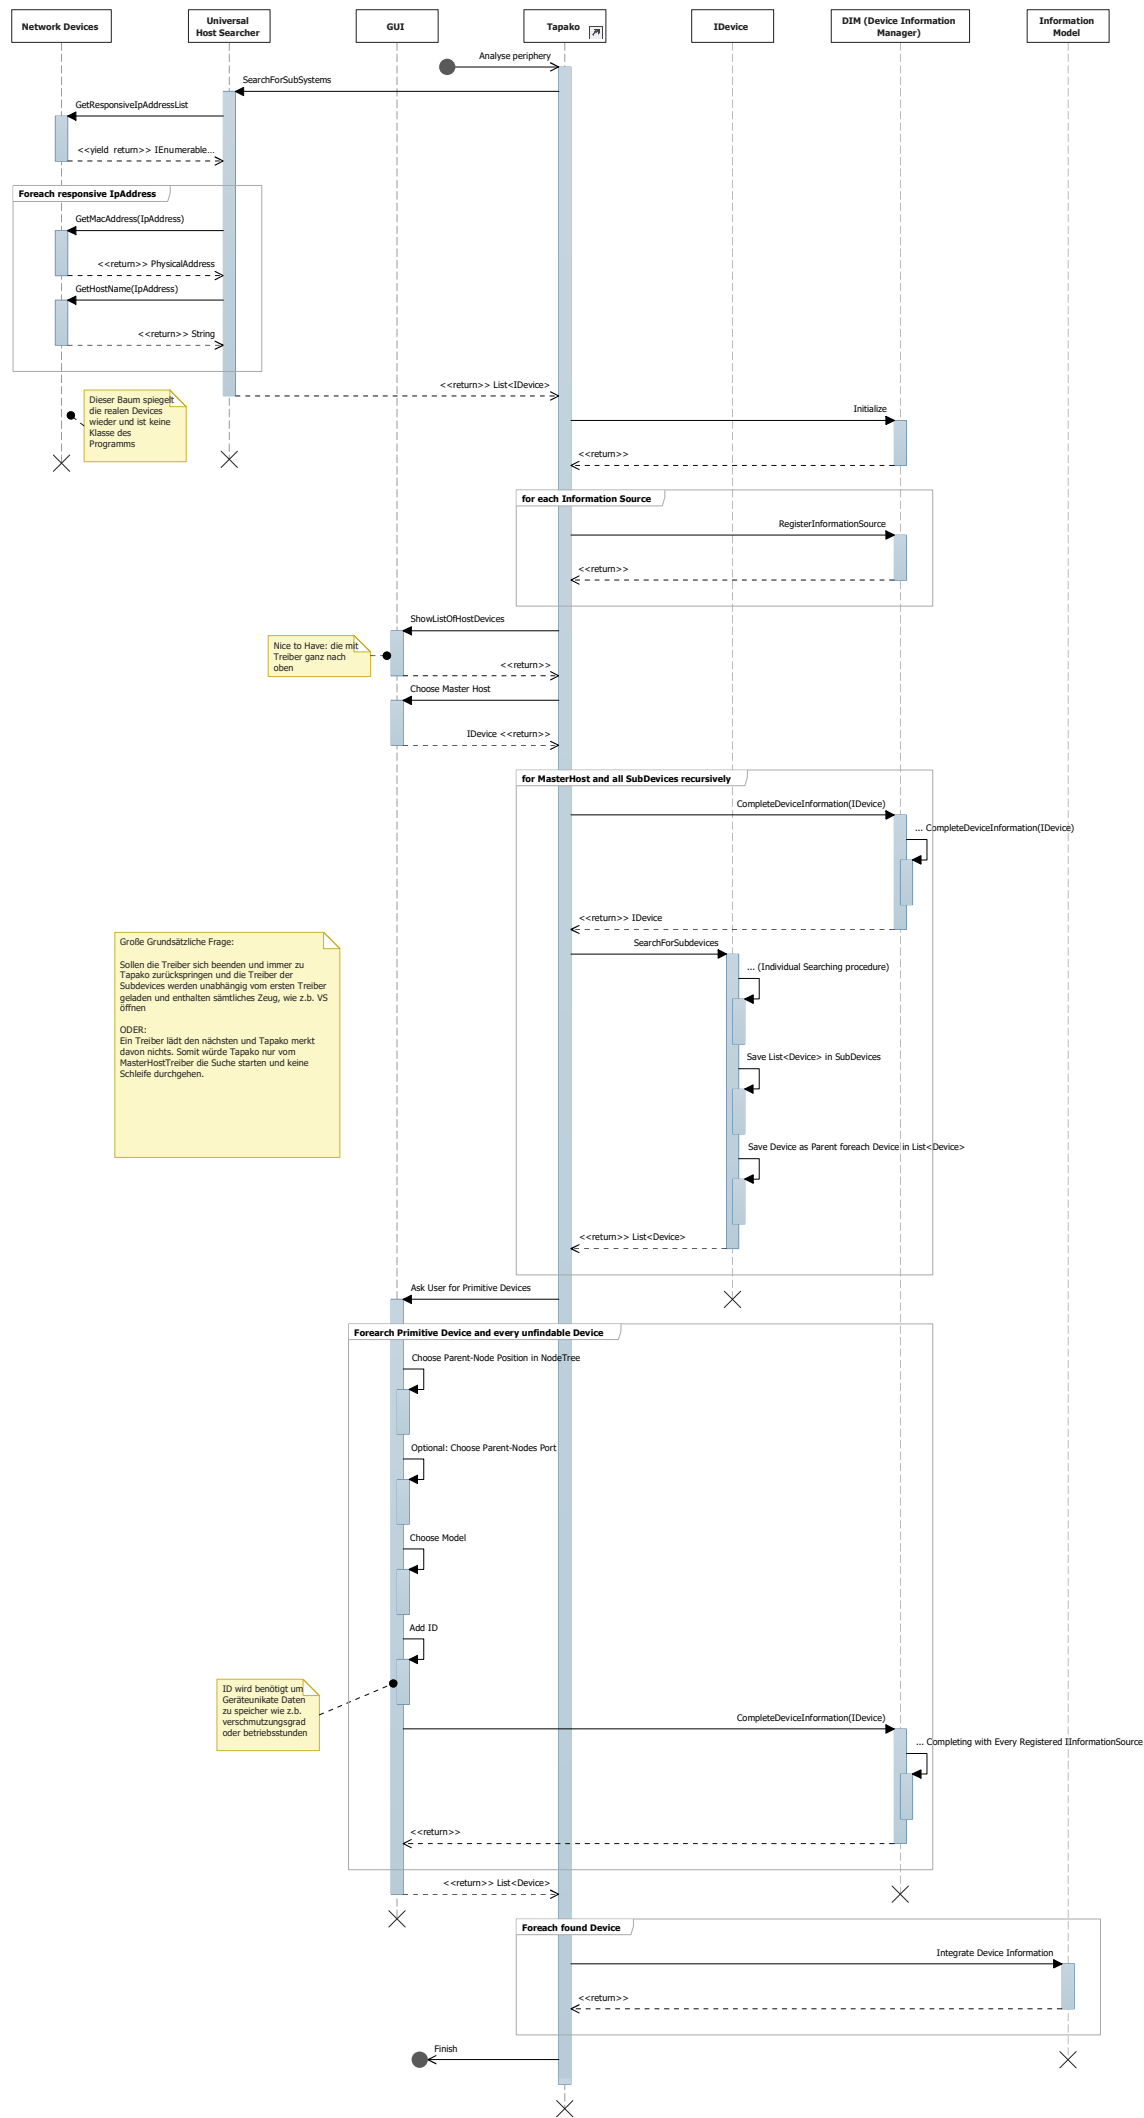 Network Devices
Universal
Host Searcher
GUI
Tapako
IDevice
DIM (Device Information
Manager)
Information
Model
Analyse periphery
SearchForSubSystems
GetResponsiveIpAddressList
<<yield return>> IEnumerable...
Foreach responsive IpAddress
GetMacAddress(IpAddress)
<<return>> PhysicalAddress
GetHostName(IpAddress)
<<return>> String
<<return>> List<IDevice>
Dieser Baum spiegelt
die realen Devices
wieder und ist keine
Klasse des
Programms
Initialize
<<return>>
for each Information Source
RegisterInformationSource
<<return>>
ShowListOfHostDevices
Nice to Have: die mit
Treiber ganz nach
oben
<<return>>
Choose Master Host
IDevice <<return>>
for MasterHost and all SubDevices recursively
CompleteDeviceInformation(IDevice)
... CompleteDeviceInformation(IDevice)
<<return>> IDevice
SearchForSubdevices
... (Individual Searching procedure)
Große Grundsätzliche Frage:
Sollen die Treiber sich beenden und immer zu
Tapako zurückspringen und die Treiber der
Subdevices werden unabhängig vom ersten Treiber
geladen und enthalten sämtliches Zeug, wie z.b. VS
öffnen
ODER:
Ein Treiber lädt den nächsten und Tapako merkt
davon nichts. Somit würde Tapako nur vom
MasterHostTreiber die Suche starten und keine
Schleife durchgehen.
Save List<Device> in SubDevices
Save Device as Parent foreach Device in List<Device>
<<return>> List<Device>
Ask User for Primitive Devices
Forearch Primitive Device and every unfindable Device
Choose Parent-Node Position in NodeTree
Optional: Choose Parent-Nodes Port
Choose Model
Add ID
ID wird benötigt um
Geräteunikate Daten
zu speicher wie z.b.
verschmutzungsgrad
oder betriebsstunden
CompleteDeviceInformation(IDevice)
... Completing with Every Registered IInformationSource
<<return>>
<<return>> List<Device>
Foreach found Device
Integrate Device Information
<<return>>
Finish